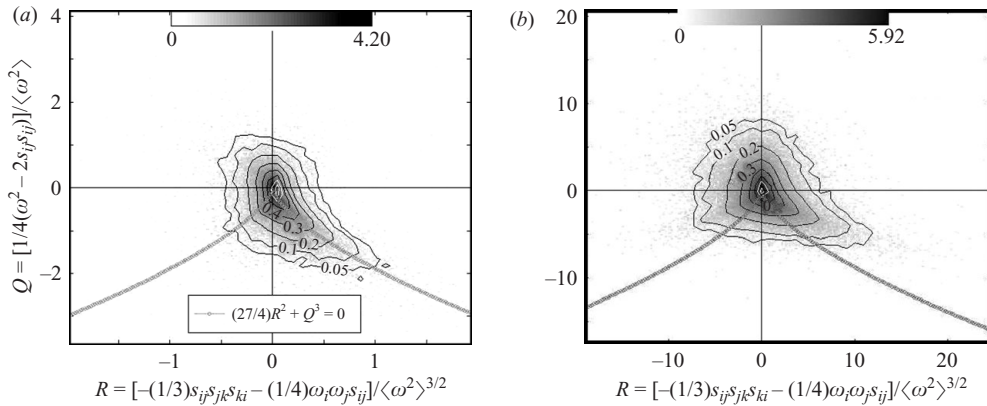 (a)
0 4.20
4
2
0
–2
Q = [1/4(ω² – 2s_ij s_ij)]/⟨ω²⟩
0.4
0.3
0.2
0.1
0.05
(27/4)R² + Q³ = 0
–1 0 1
R = [–(1/3)s_ij s_jk s_ki – (1/4)ω_i ω_j s_ij]/⟨ω²⟩^3/2
(b)
0 5.92
20
10
0
–10
0.05
0.1
0.2
0.3
–10 0 10 20
R = [–(1/3)s_ij s_jk s_ki – (1/4)ω_i ω_j s_ij]/⟨ω²⟩^3/2